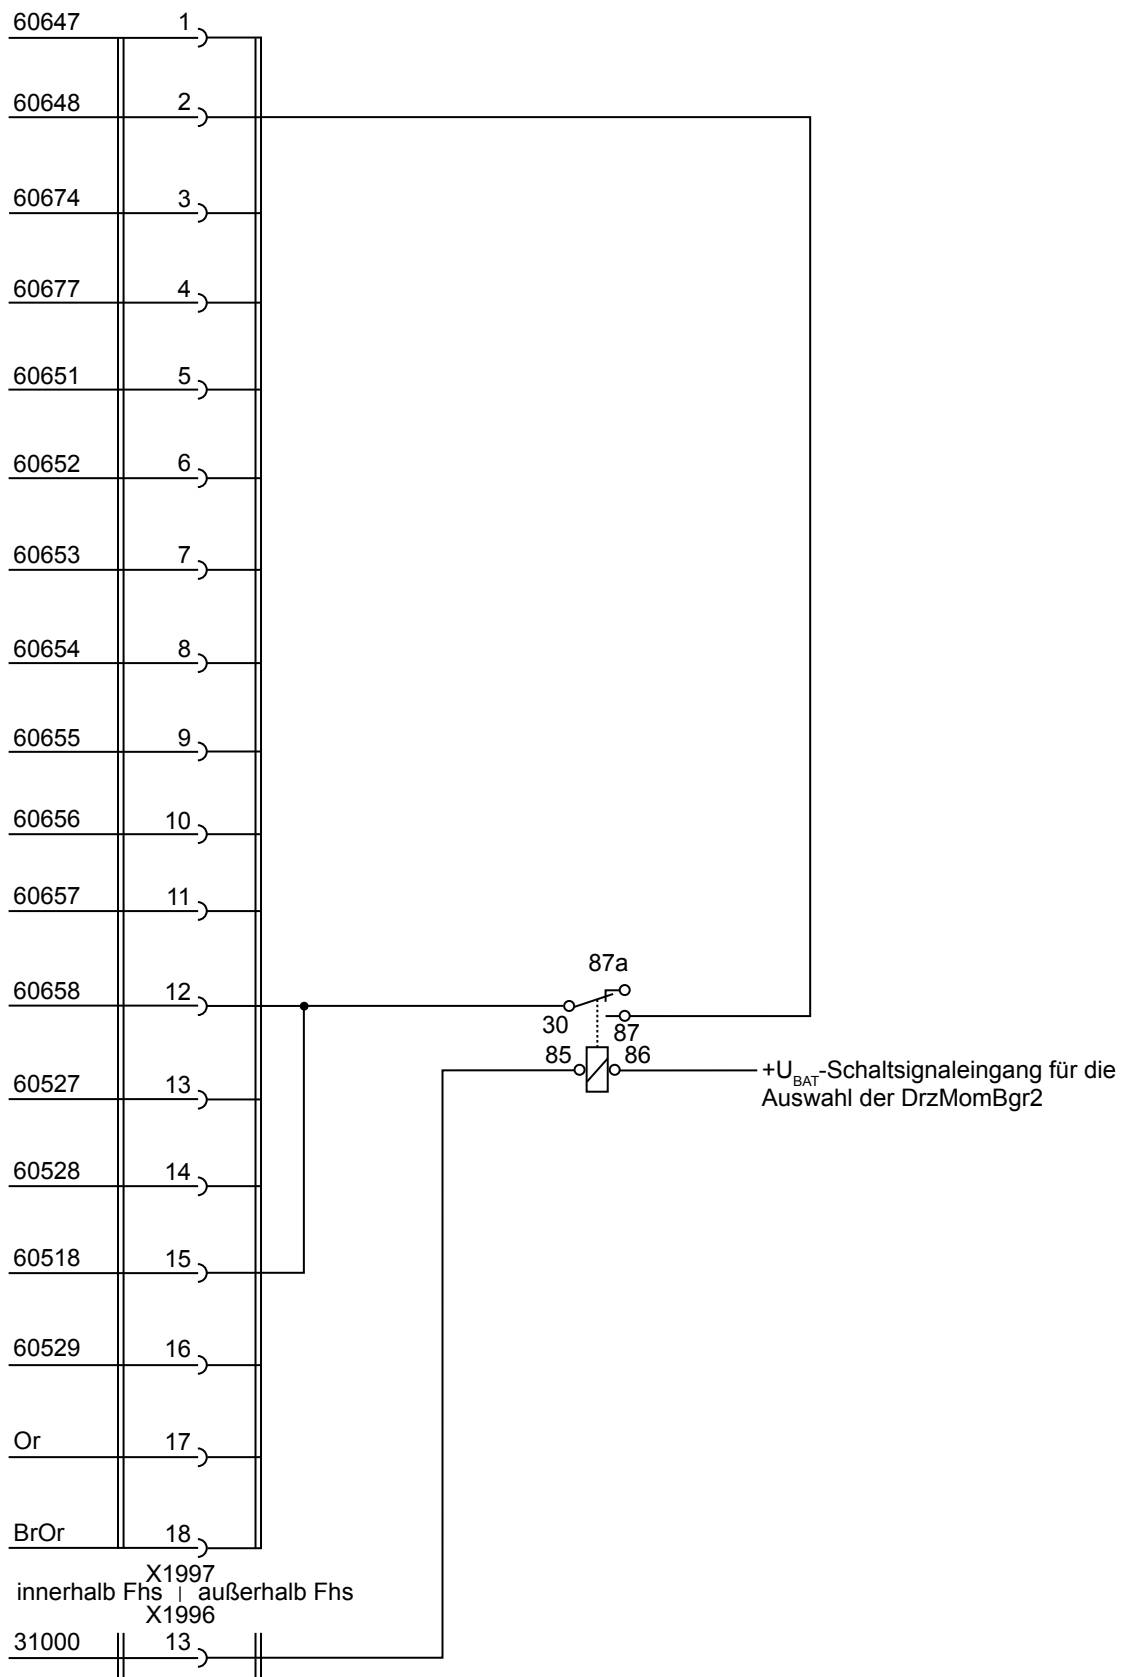 60647 1
60648 2
60674 3
60677 4
60651 5
60652 6
60653 7
60654 8
60655 9
60656 10
60657 11
87a
60658 12
30 87
85 86
+UBAT-Schaltsignaleingang für die
Auswahl der DrzMomBgr2
60527 13
60528 14
60518 15
60529 16
Or 17
BrOr 18
X1997
innerhalb Fhs | außerhalb Fhs
X1996
31000 13